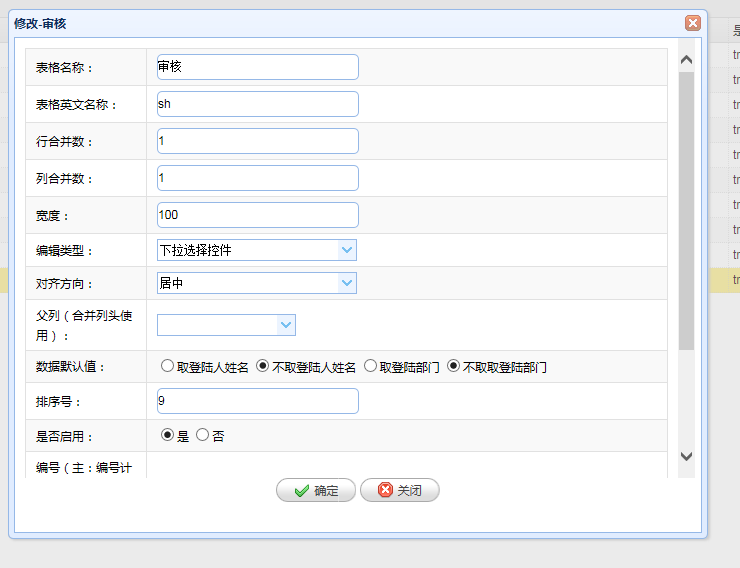 修改-审核
表格名称：
审核
表格英文名称：
sh
行合并数：
1
列合并数：
1
宽度：
100
编辑类型：
下拉选择控件
对齐方向：
居中
父列（合并列头使
用）：
数据默认值：
取登陆人姓名 不取登陆人姓名 取登陆部门 不取取登陆部门
排序号：
9
是否启用：
是 否
编号（主：编号计
确定 关闭